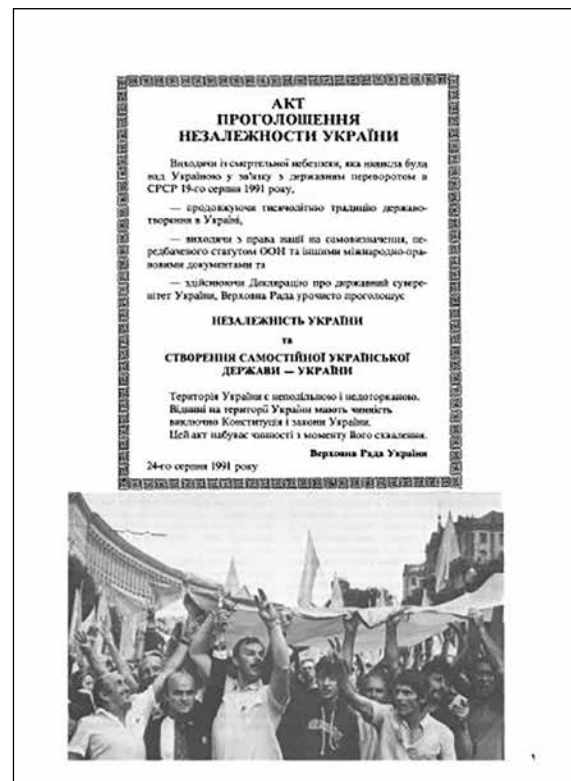 АКТ
ПРОГОЛОШЕННЯ
НЕЗАЛЕЖНОСТИ УКРАЇНИ
Виходячи із смертельної небезпеки, яка нависла була
над Україною у зв'язку з державним переворотом в
СРСР 19-го серпня 1991 року,
— продовжуючи тисячолітню традицію державо-
творення в Україні,
— виходячи з права нації на самовизначення, пе-
редбаченого статутом ООН та іншими міжнародно-пра-
вовими документами та
— здійснюючи Декларацію про державний сувере-
нітет України, Верховна Рада урочисто проголошує
НЕЗАЛЕЖНІСТЬ УКРАЇНИ
та
СТВОРЕННЯ САМОСТІЙНОЇ УКРАЇНСЬКОЇ
ДЕРЖАВИ — УКРАЇНИ
Територія України є неподільною і недоторканою.
Віднині на території України мають чинність
виключно Конституція і закони України.
Цей акт набуває чинності з моменту його схвалення.
Верховна Рада України
24-го серпня 1991 року